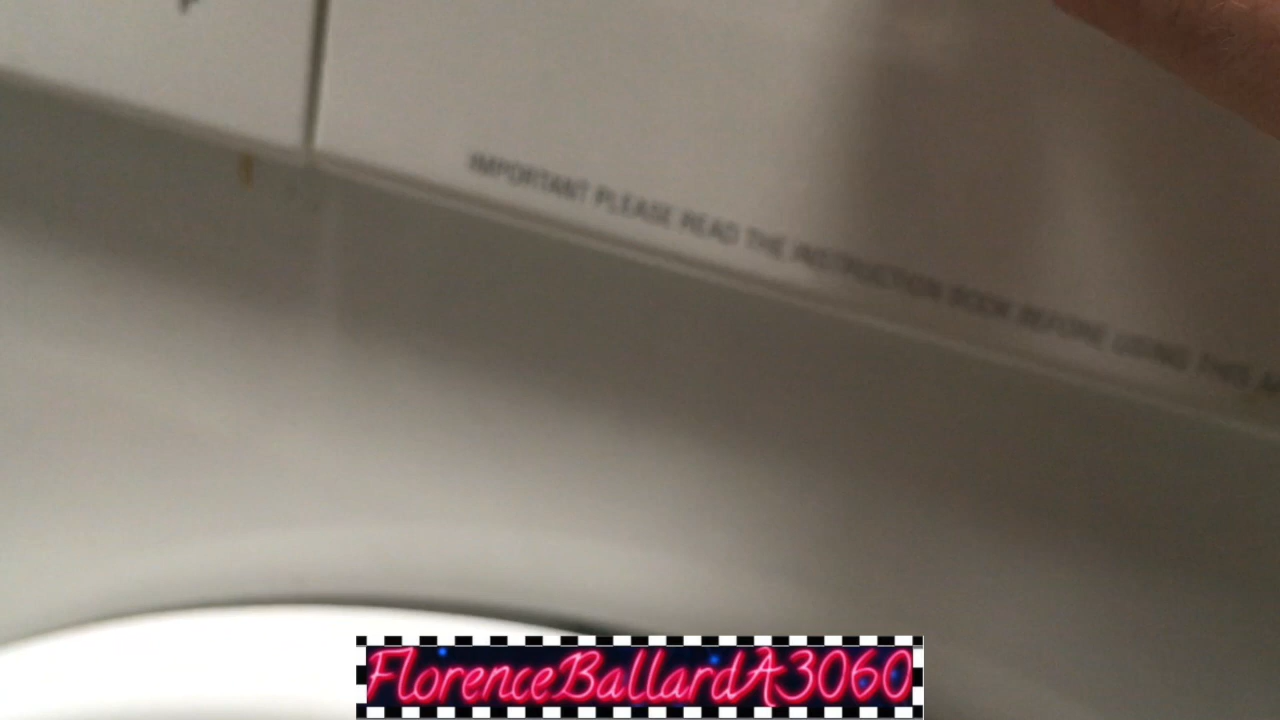 IMPORTANT PLEASE READ THE INSTRUCTION BOOK BEFORE USING THIS
FlorenceBallardA3060